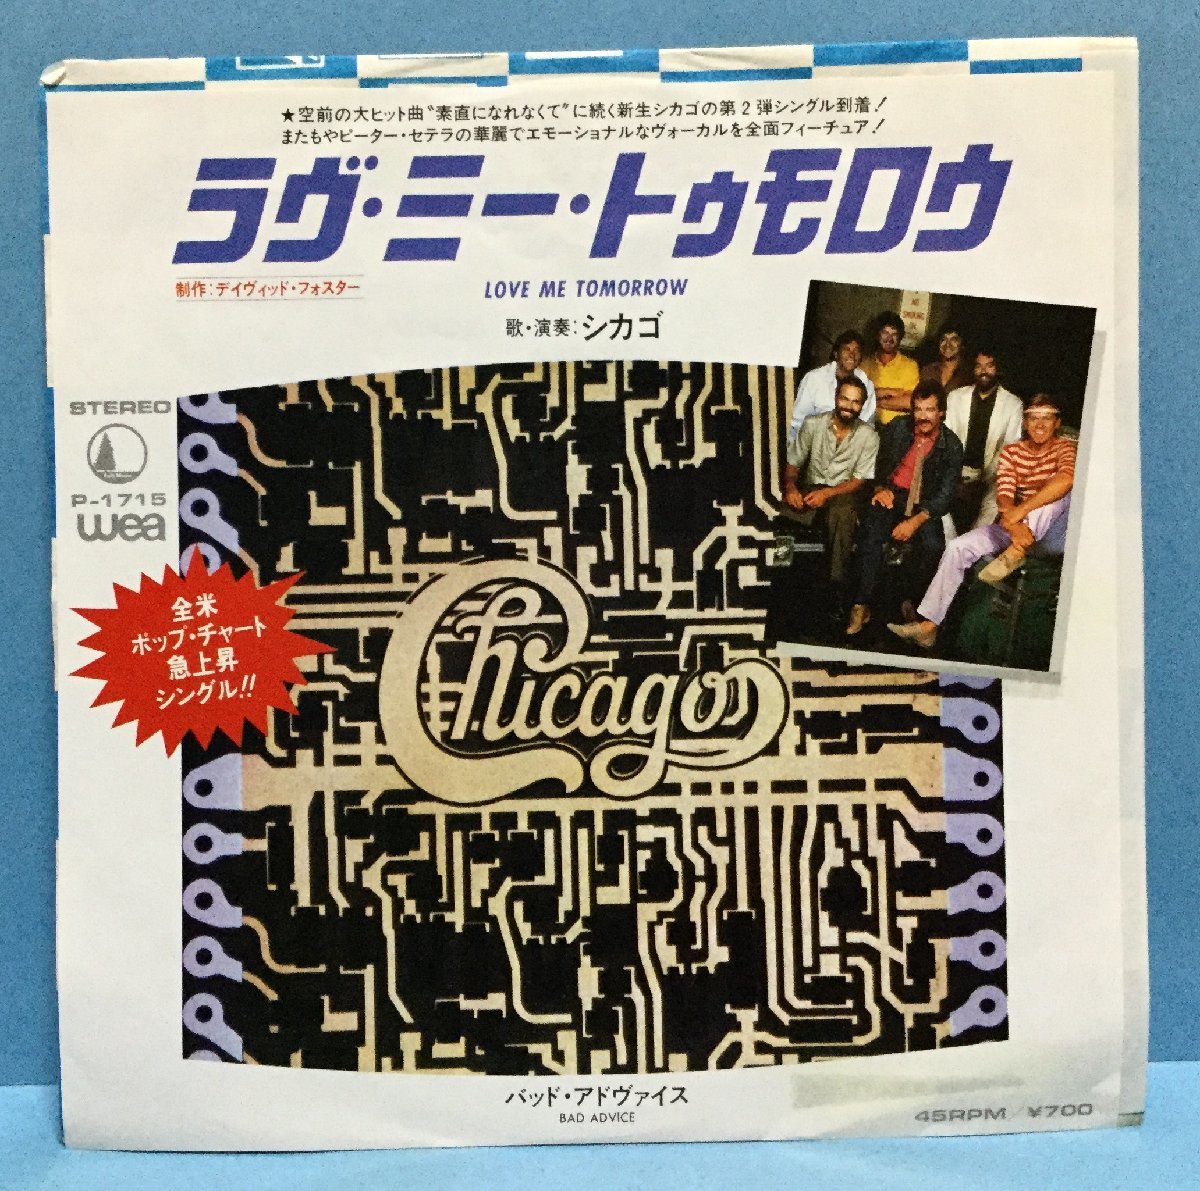 ★空前の大ヒット曲“素直になれなくて”に続く新生シカゴの第2弾シングル到着！
またもやピーター・セテラの華麗でエモーショナルなヴォーカルを全面フィーチュア！
ラヴ・ミー・トゥモロウ
制作：デイヴィッド・フォスター
LOVE ME TOMORROW
歌・演奏：シカゴ
NO
SMOKING
STEREO
P-1715
wea
全米
ポップ・チャート
急上昇
シングル!!
Chicago
バッド・アドヴァイス
BAD ADVICE
45RPM ¥700